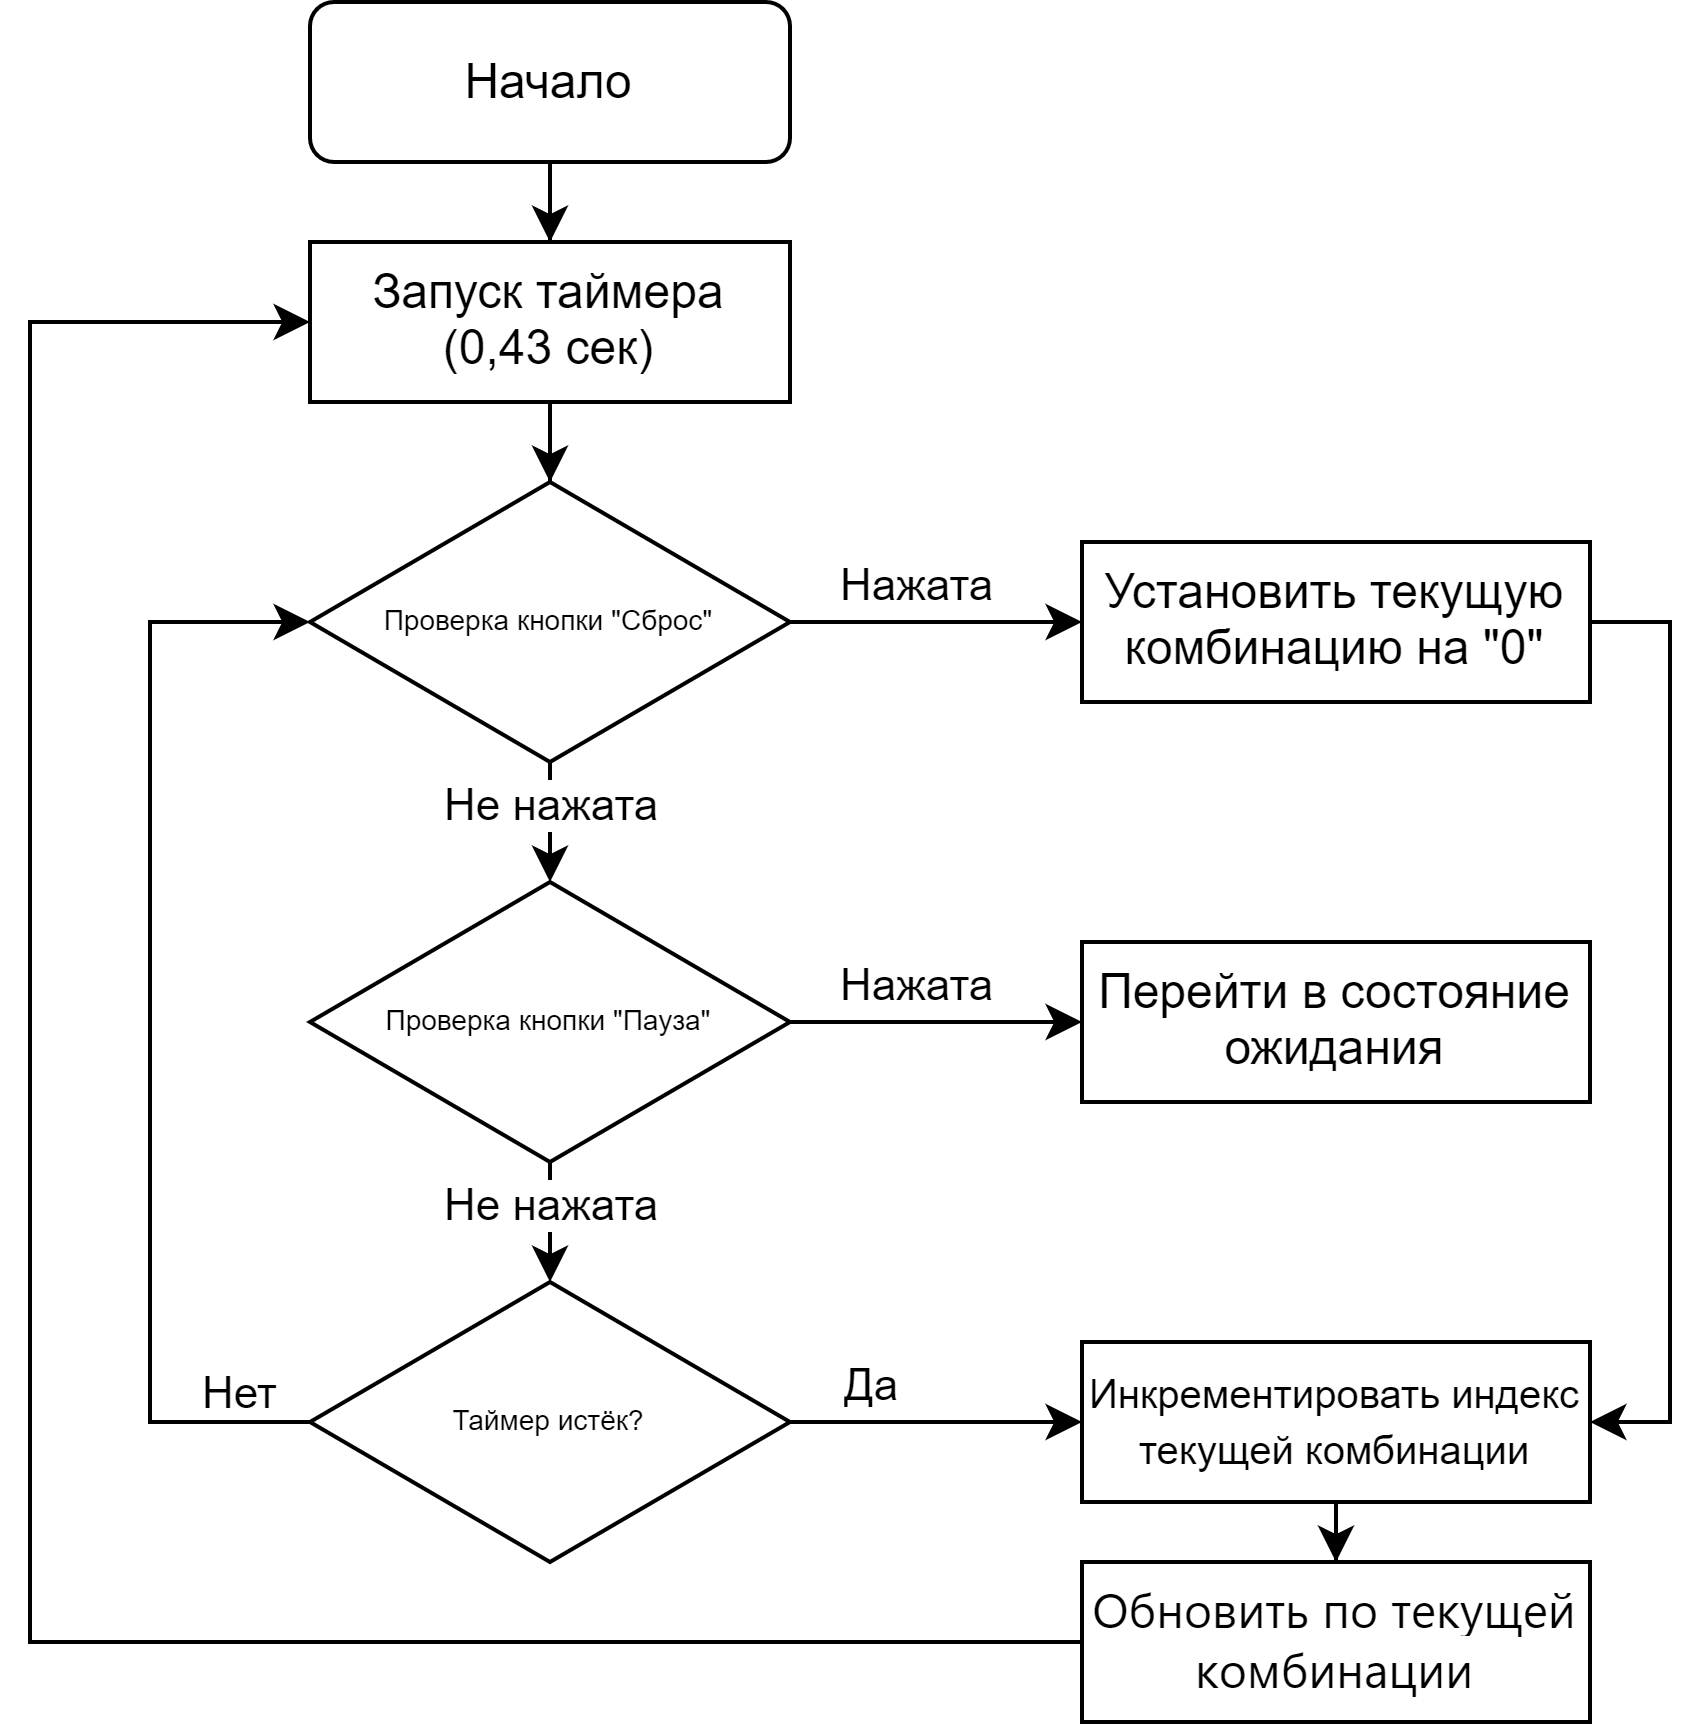 Начало
Запуск таймера
(0,43 сек)
Проверка кнопки "Сброс"
Нажата
Установить текущую
комбинацию на "0"
Не нажата
Проверка кнопки "Пауза"
Нажата
Перейти в состояние
ожидания
Не нажата
Таймер истёк?
Нет
Да
Инкрементировать индекс
текущей комбинации
Обновить по текущей
комбинации